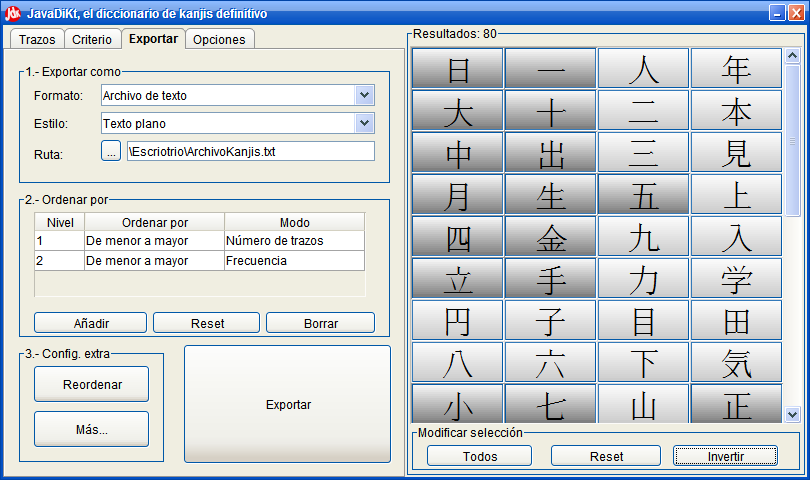 JavaDiKt, el diccionario de kanjis definitivo
Trazos Criterio Exportar Opciones
1.- Exportar como
Formato: Archivo de texto
Estilo: Texto plano
Ruta: ... \Escriotrio\ArchivoKanjis.txt
2.- Ordenar por
Nivel Ordenar por Modo
1 De menor a mayor Número de trazos
2 De menor a mayor Frecuencia
Añadir Reset Borrar
3.- Config. extra
Reordenar
Más...
Exportar
Resultados: 80
日 一 人 年
大 十 二 本
中 出 三 見
月 生 五 上
四 金 九 入
立 手 力 学
円 子 目 田
八 六 下 気
小 七 山 正
Modificar selección
Todos Reset Invertir